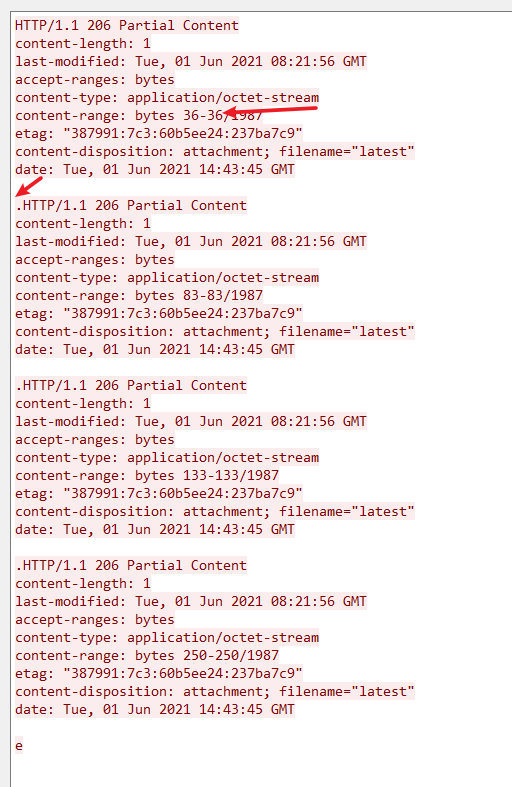 HTTP/1.1 206 Partial Content
content-length: 1
last-modified: Tue, 01 Jun 2021 08:21:56 GMT
accept-ranges: bytes
content-type: application/octet-stream
content-range: bytes 36-36/1987
etag: "387991:7c3:60b5ee24:237ba7c9"
content-disposition: attachment; filename="latest"
date: Tue, 01 Jun 2021 14:43:45 GMT

.HTTP/1.1 206 Partial Content
content-length: 1
last-modified: Tue, 01 Jun 2021 08:21:56 GMT
accept-ranges: bytes
content-type: application/octet-stream
content-range: bytes 83-83/1987
etag: "387991:7c3:60b5ee24:237ba7c9"
content-disposition: attachment; filename="latest"
date: Tue, 01 Jun 2021 14:43:45 GMT

.HTTP/1.1 206 Partial Content
content-length: 1
last-modified: Tue, 01 Jun 2021 08:21:56 GMT
accept-ranges: bytes
content-type: application/octet-stream
content-range: bytes 133-133/1987
etag: "387991:7c3:60b5ee24:237ba7c9"
content-disposition: attachment; filename="latest"
date: Tue, 01 Jun 2021 14:43:45 GMT

.HTTP/1.1 206 Partial Content
content-length: 1
last-modified: Tue, 01 Jun 2021 08:21:56 GMT
accept-ranges: bytes
content-type: application/octet-stream
content-range: bytes 250-250/1987
etag: "387991:7c3:60b5ee24:237ba7c9"
content-disposition: attachment; filename="latest"
date: Tue, 01 Jun 2021 14:43:45 GMT

e